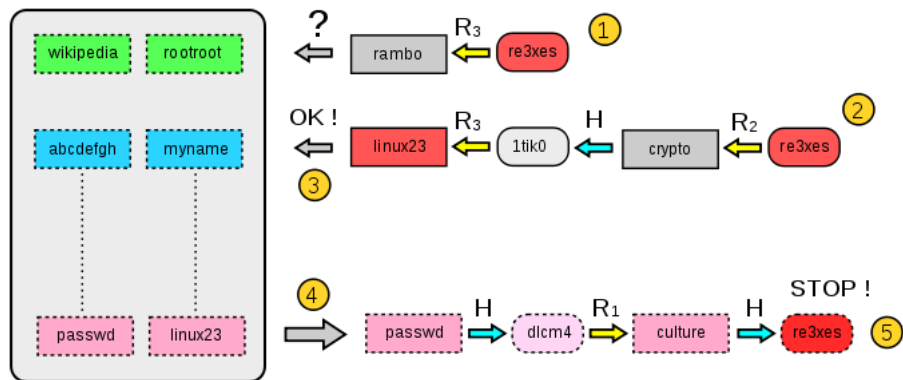 ? R3 1
wikipedia rootroot rambo re3xes
2
OK ! R3 H R2
abcdefgh myname linux23 1tik0 crypto re3xes
3
4 STOP !
H R1 H
passwd linux23 passwd dlcm4 culture re3xes 5